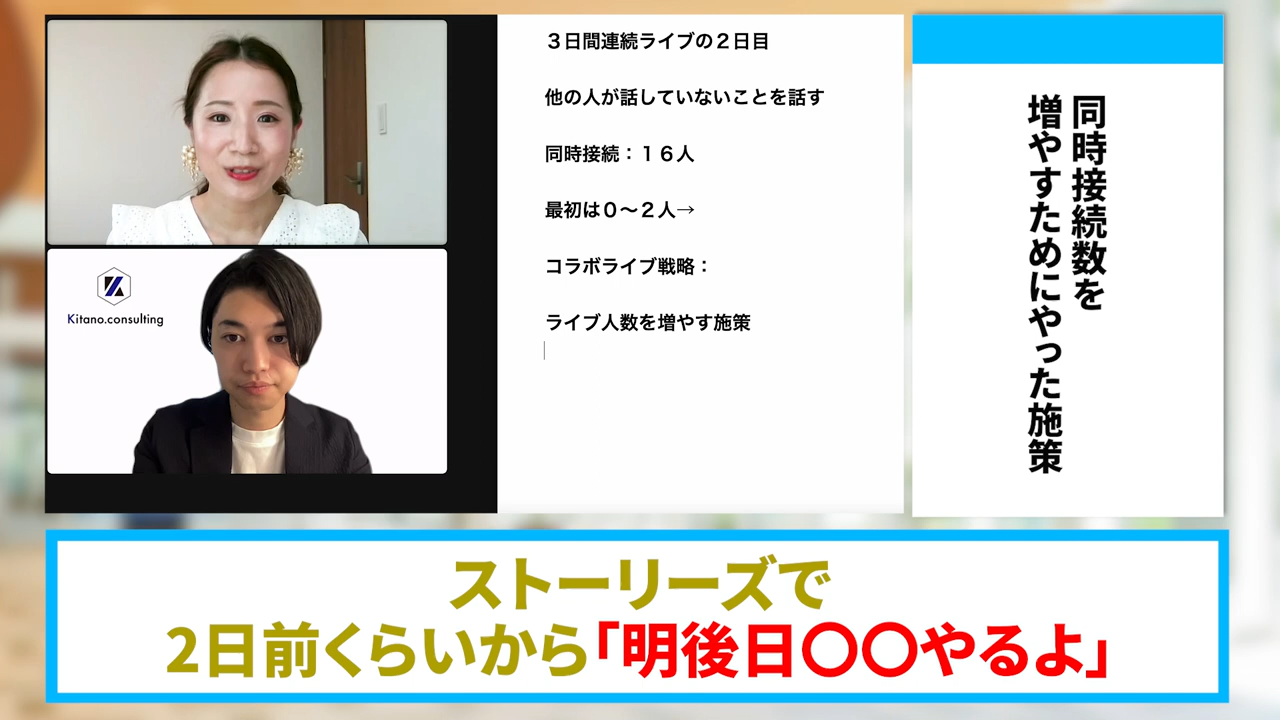 Kitano.consulting
３日間連続ライブの２日目
他の人が話していないことを話す
同時接続：１６人
最初は０～２人→
コラボライブ戦略：
ライブ人数を増やす施策
同時接続数を
増やすためにやった施策
ストーリーズで
2日前くらいから「明後日〇〇やるよ」